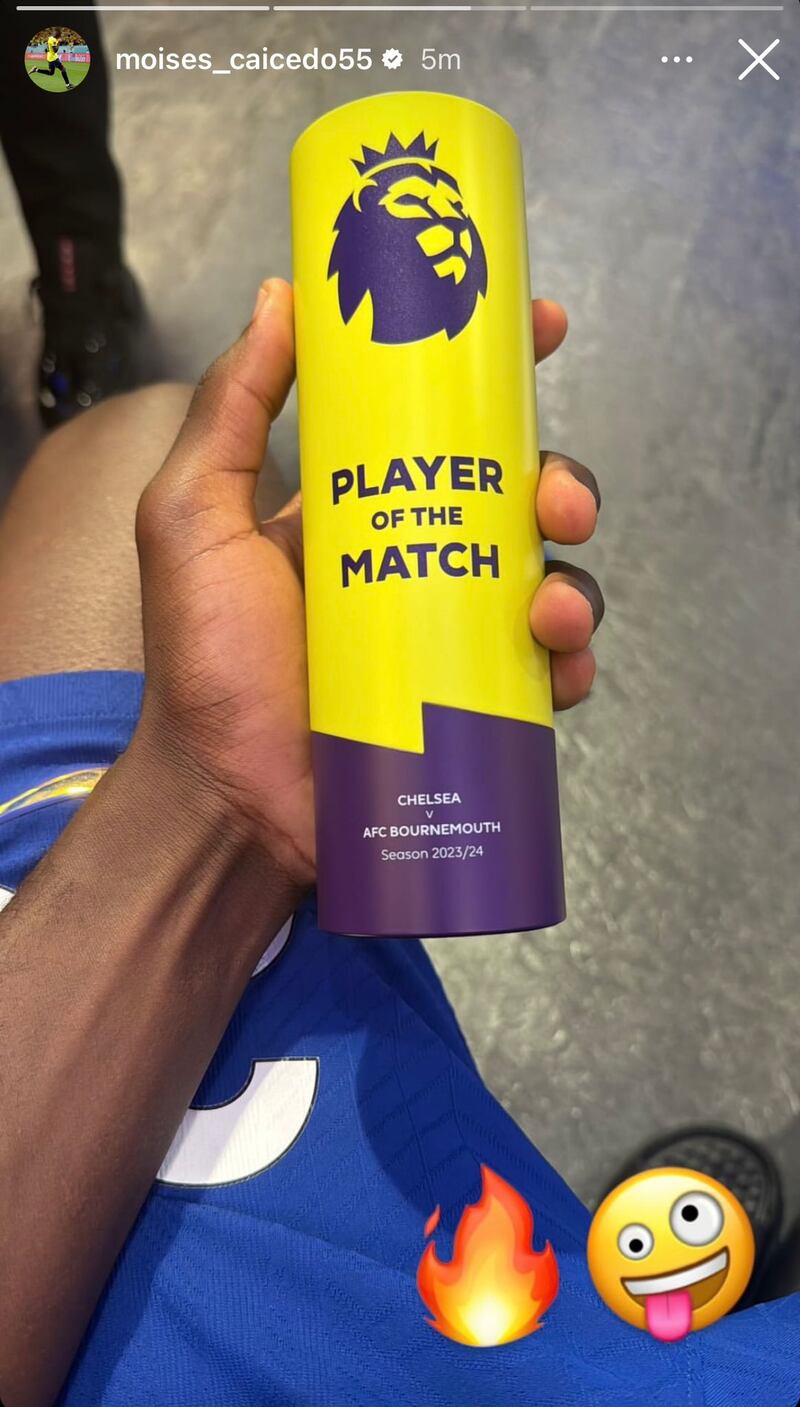 moises_caicedo55 5m
PLAYER
OF THE
MATCH
CHELSEA
v
AFC BOURNEMOUTH
Season 2023/24